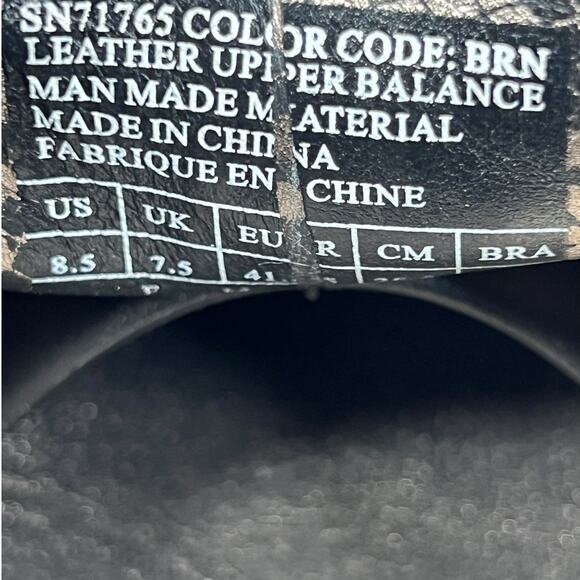 SN71765 COLOR CODE: BRN
LEATHER UPPER BALANCE
MAN MADE MATERIAL
MADE IN CHINA
FABRIQUE EN CHINE
US UK EUR CM BRA
8.5 7.5 41